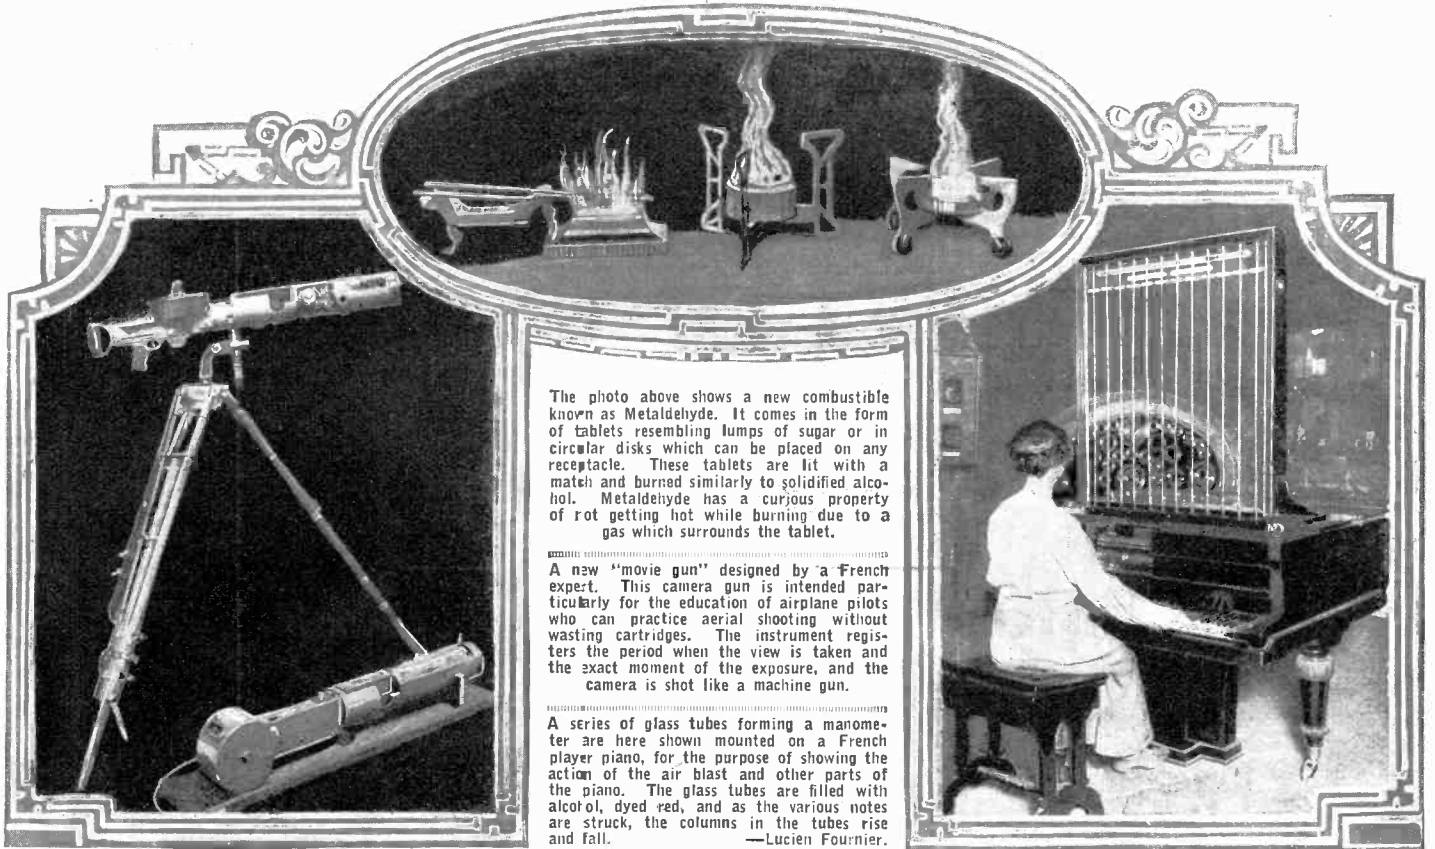 The photo above shows a new combustible
known as Metaldehyde. It comes in the form
of tablets resembling lumps of sugar or in
circular disks which can be placed on any
receptacle. These tablets are lit with a
match and burned similarly to solidified alco-
hol. Metaldehyde has a curious property
of not getting hot while burning due to a
gas which surrounds the tablet.
A new "movie gun" designed by a French
expert. This camera gun is intended par-
ticularly for the education of airplane pilots
who can practice aerial shooting without
wasting cartridges. The instrument regis-
ters the period when the view is taken and
the exact moment of the exposure, and the
camera is shot like a machine gun.
A series of glass tubes forming a manome-
ter are here shown mounted on a French
player piano, for the purpose of showing the
action of the air blast and other parts of
the piano. The glass tubes are filled with
alcohol, dyed red, and as the various notes
are struck, the columns in the tubes rise
and fall. —Lucien Fournier.